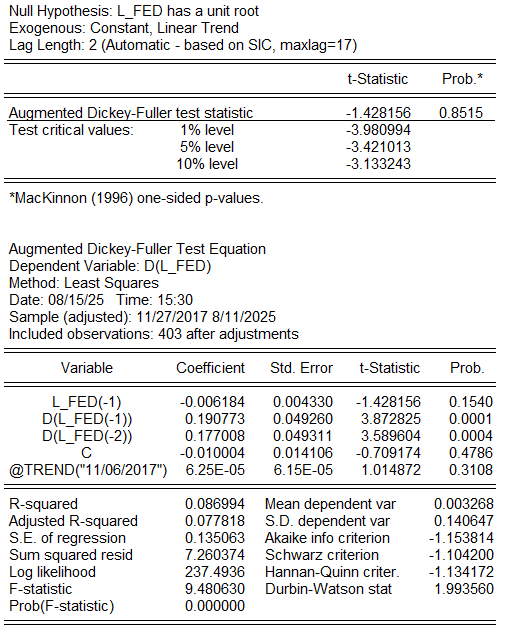 Null Hypothesis: L_FED has a unit root
Exogenous: Constant, Linear Trend
Lag Length: 2 (Automatic - based on SIC, maxlag=17)
t-Statistic Prob.*
Augmented Dickey-Fuller test statistic -1.428156 0.8515
Test critical values: 1% level -3.980994
5% level -3.421013
10% level -3.133243
*MacKinnon (1996) one-sided p-values.
Augmented Dickey-Fuller Test Equation
Dependent Variable: D(L_FED)
Method: Least Squares
Date: 08/15/25 Time: 15:30
Sample (adjusted): 11/27/2017 8/11/2025
Included observations: 403 after adjustments
Variable Coefficient Std. Error t-Statistic Prob.
L_FED(-1) -0.006184 0.004330 -1.428156 0.1540
D(L_FED(-1)) 0.190773 0.049260 3.872825 0.0001
D(L_FED(-2)) 0.177008 0.049311 3.589604 0.0004
C -0.010004 0.014106 -0.709174 0.4786
@TREND("11/06/2017") 6.25E-05 6.15E-05 1.014872 0.3108
R-squared 0.086994 Mean dependent var 0.003268
Adjusted R-squared 0.077818 S.D. dependent var 0.140647
S.E. of regression 0.135063 Akaike info criterion -1.153814
Sum squared resid 7.260374 Schwarz criterion -1.104200
Log likelihood 237.4936 Hannan-Quinn criter. -1.134172
F-statistic 9.480630 Durbin-Watson stat 1.993560
Prob(F-statistic) 0.000000